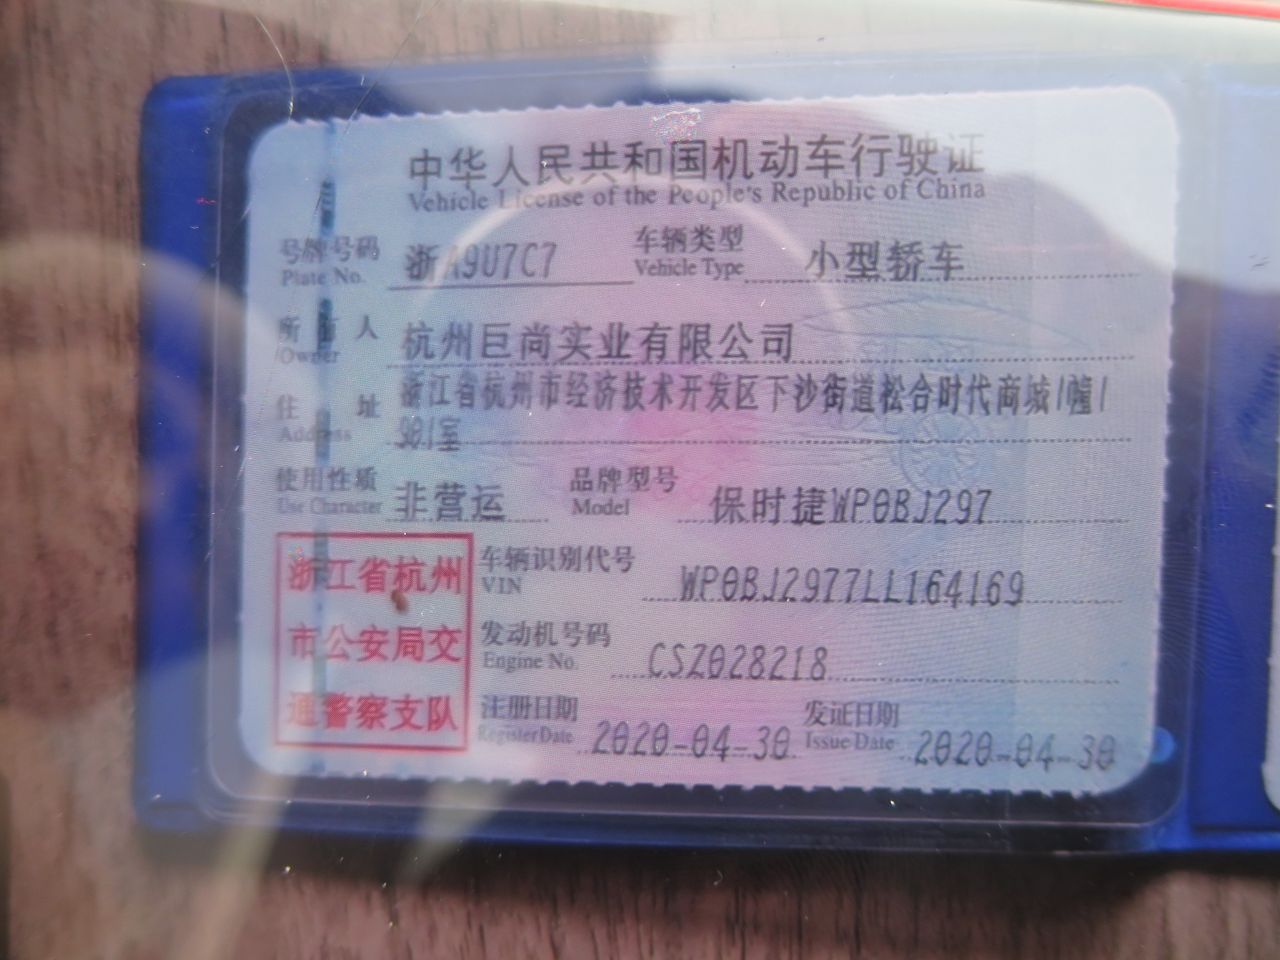 中华人民共和国机动车行驶证
Vehicle License of the People's Republic of China
号牌号码 浙A9U7C7 车辆类型 小型轿车
Plate No. Vehicle Type
所有人 杭州巨尚实业有限公司
Owner
住址 浙江省杭州市经济技术开发区下沙街道松合时代商城1幢1
Address 901室
使用性质 非营运 品牌型号 保时捷WP0BJ297
Use Character Model
浙江省杭州 车辆识别代号 WP0BJ2977LL164169
VIN
市公安局交 发动机号码 CSZ028218
Engine No.
通警察支队 注册日期 2020-04-30 发证日期 2020-04-30
Register Date Issue Date